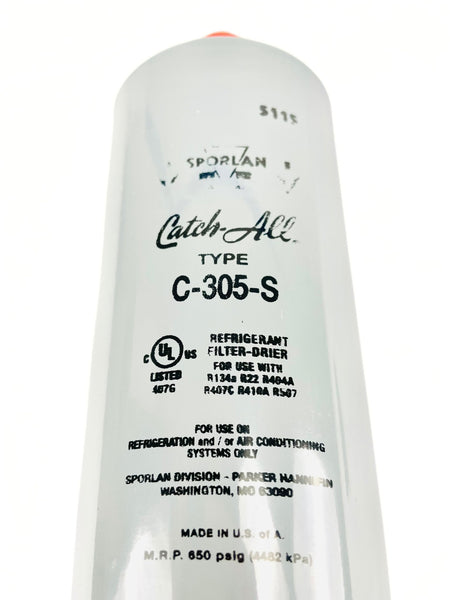 5115
SPORLAN
Catch-All
TYPE
C-305-S
c UL US
LISTED
REFRIGERANT
FILTER-DRIER
FOR USE WITH
R134a R22 R404A
R407C R410A R507
FOR USE ON
REFRIGERATION and / or AIR CONDITIONING
SYSTEMS ONLY
SPORLAN DIVISION - PARKER HANNIFIN
WASHINGTON, MO 63090
MADE IN U.S. of A.
M.R.P. 650 psig (4482 kPa)